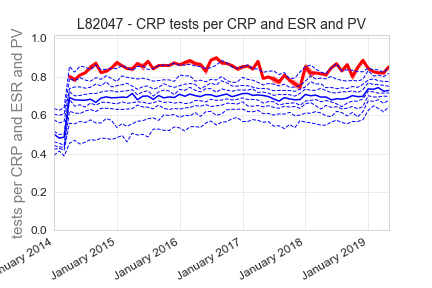 L82047 - CRP tests per CRP and ESR and PV
tests per CRP and ESR and PV
1.0
0.8
0.6
0.4
0.2
0.0
nuary 2014
January 2015
January 2016
January 2017
January 2018
January 2019